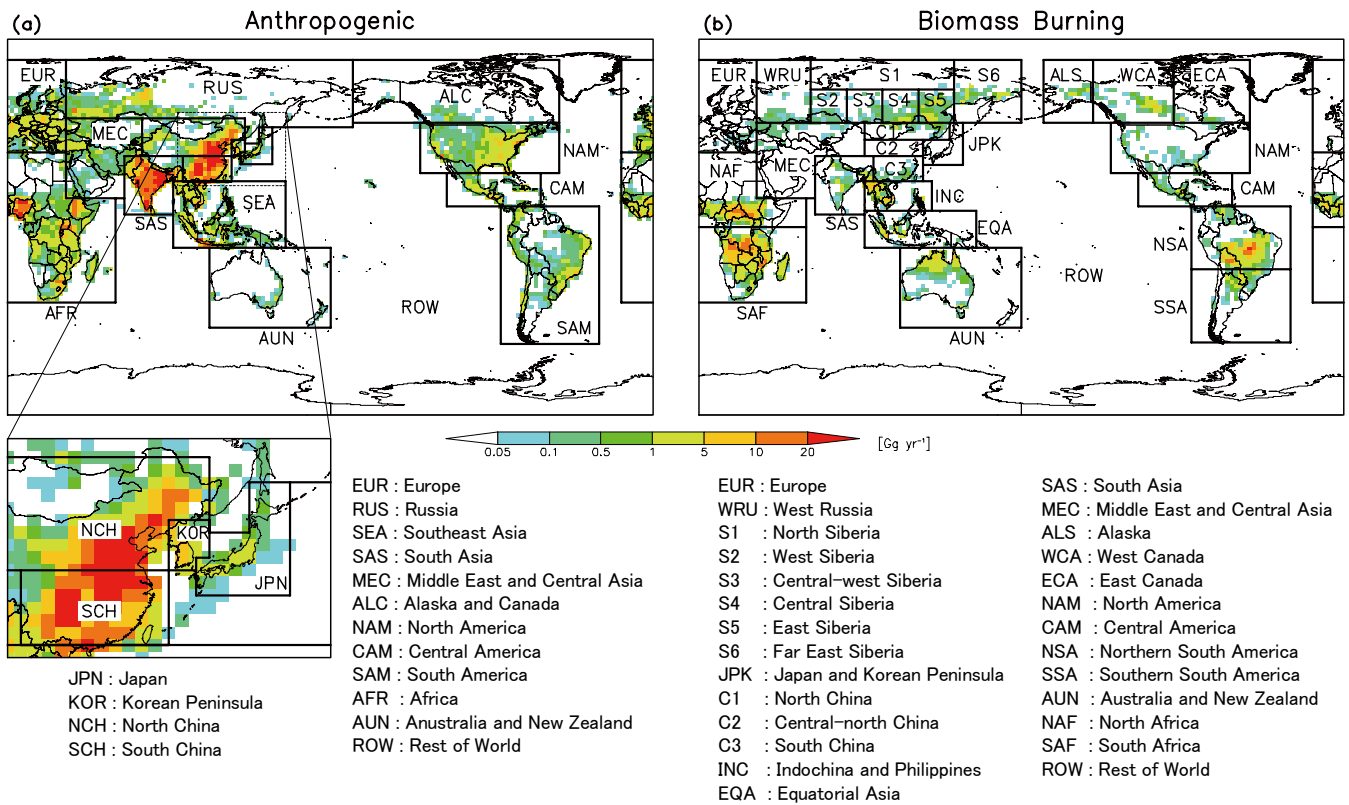 (a) Anthropogenic
(b) Biomass Burning
EUR
RUS
ALC
MEC
NAM
CAM
SEA
SAS
AFR
ROW
SAM
AUN
EUR
WRU
S1
S6
ALS
WCA
ECA
S2
S3
S4
S5
C1
C2
JPK
NAM
MEC
NAF
C3
CAM
INC
SAS
EQA
NSA
ROW
SAF
SSA
AUN
NCH
KOR
JPN
SCH
0.05 0.1 0.5 1 5 10 20
[Gg yr⁻¹]
JPN : Japan
KOR : Korean Peninsula
NCH : North China
SCH : South China
EUR : Europe
RUS : Russia
SEA : Southeast Asia
SAS : South Asia
MEC : Middle East and Central Asia
ALC : Alaska and Canada
NAM : North America
CAM : Central America
SAM : South America
AFR : Africa
AUN : Anustralia and New Zealand
ROW : Rest of World
EUR : Europe
WRU : West Russia
S1 : North Siberia
S2 : West Siberia
S3 : Central-west Siberia
S4 : Central Siberia
S5 : East Siberia
S6 : Far East Siberia
JPK : Japan and Korean Peninsula
C1 : North China
C2 : Central-north China
C3 : South China
INC : Indochina and Philippines
EQA : Equatorial Asia
SAS : South Asia
MEC : Middle East and Central Asia
ALS : Alaska
WCA : West Canada
ECA : East Canada
NAM : North America
CAM : Central America
NSA : Northern South America
SSA : Southern South America
AUN : Australia and New Zealand
NAF : North Africa
SAF : South Africa
ROW : Rest of World